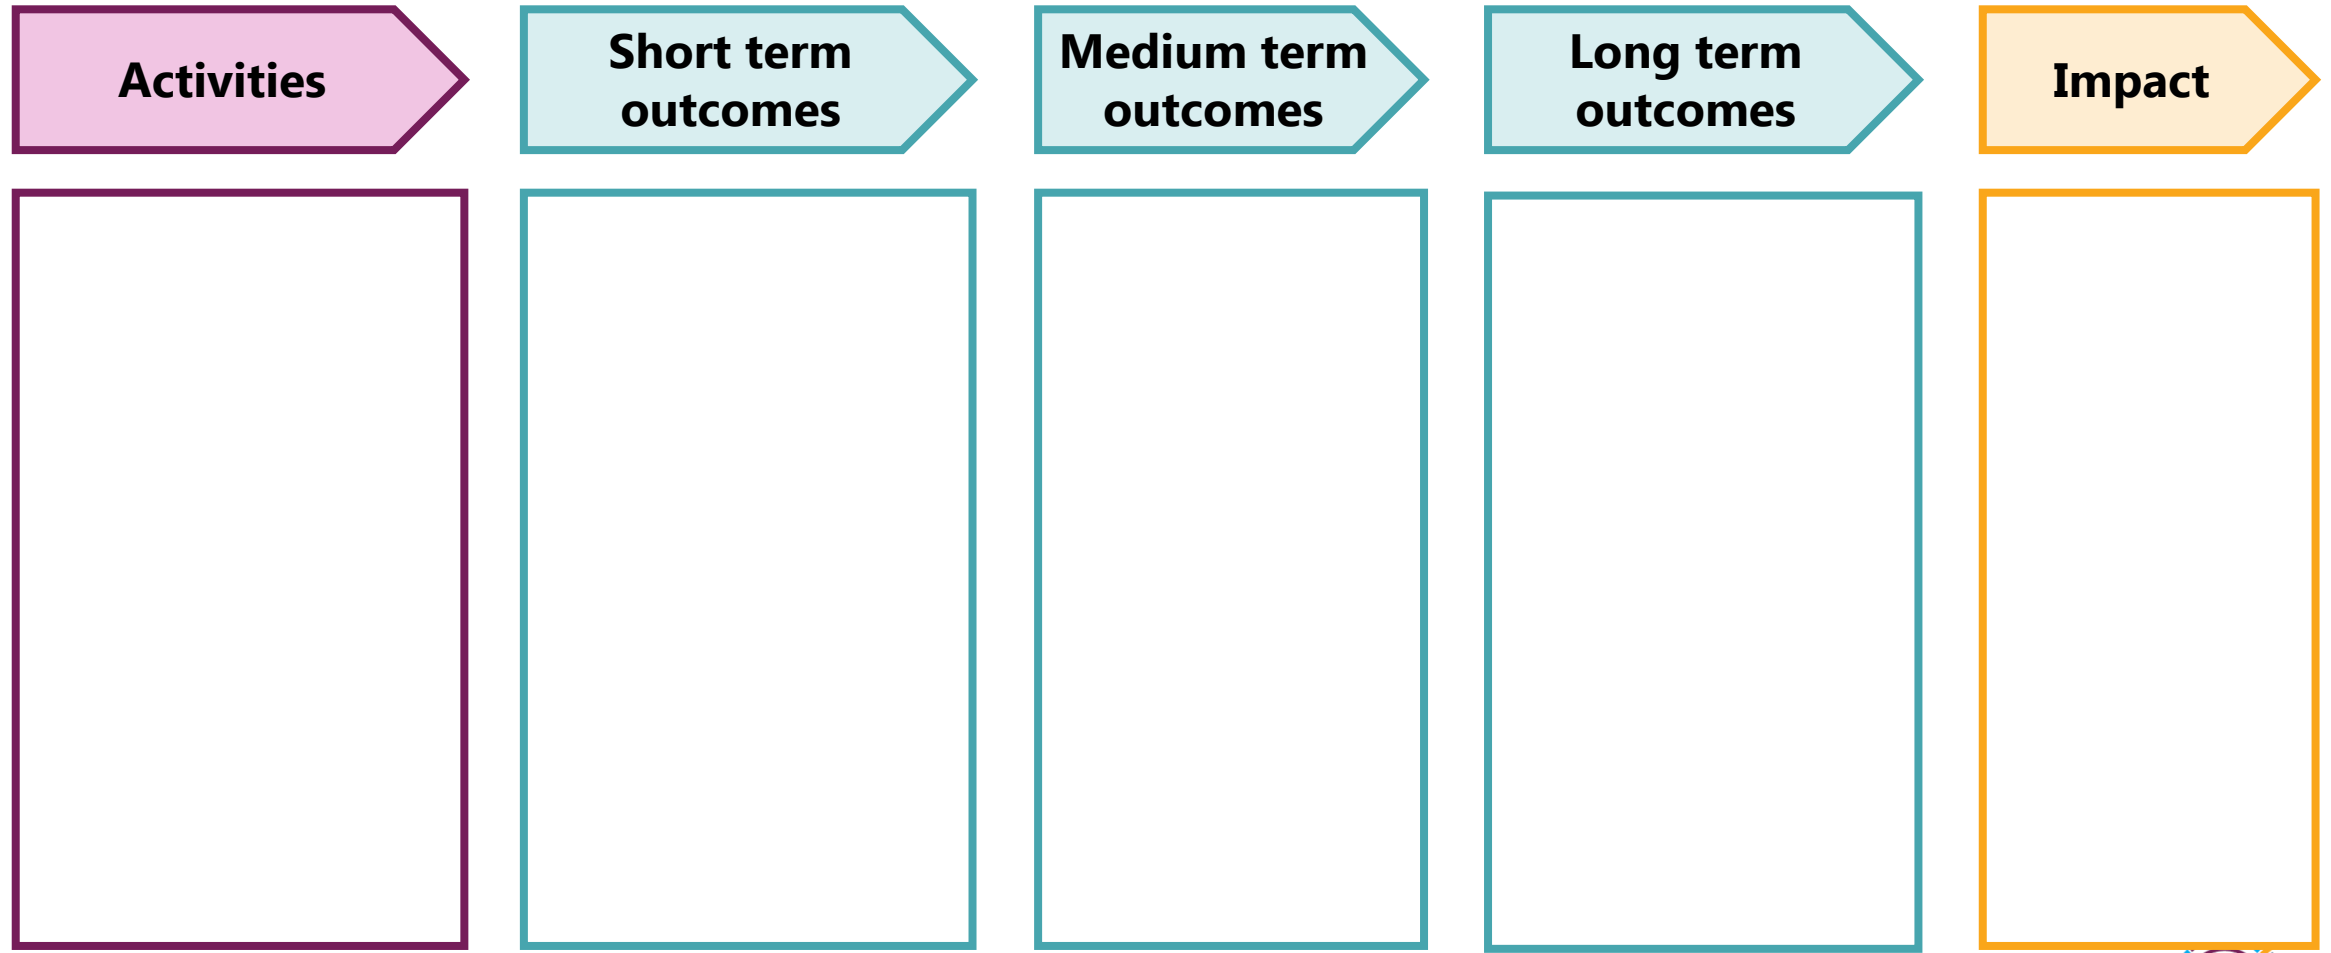 Activities
Short term
outcomes
Medium term
outcomes
Long term
outcomes
Impact